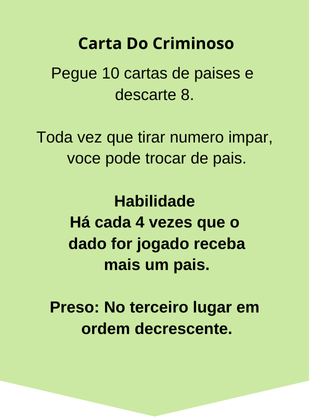 Carta Do Criminoso
Pegue 10 cartas de paises e
descarte 8.
Toda vez que tirar numero impar,
voce pode trocar de pais.
Habilidade
Há cada 4 vezes que o
dado for jogado receba
mais um pais.
Preso: No terceiro lugar em
ordem decrescente.